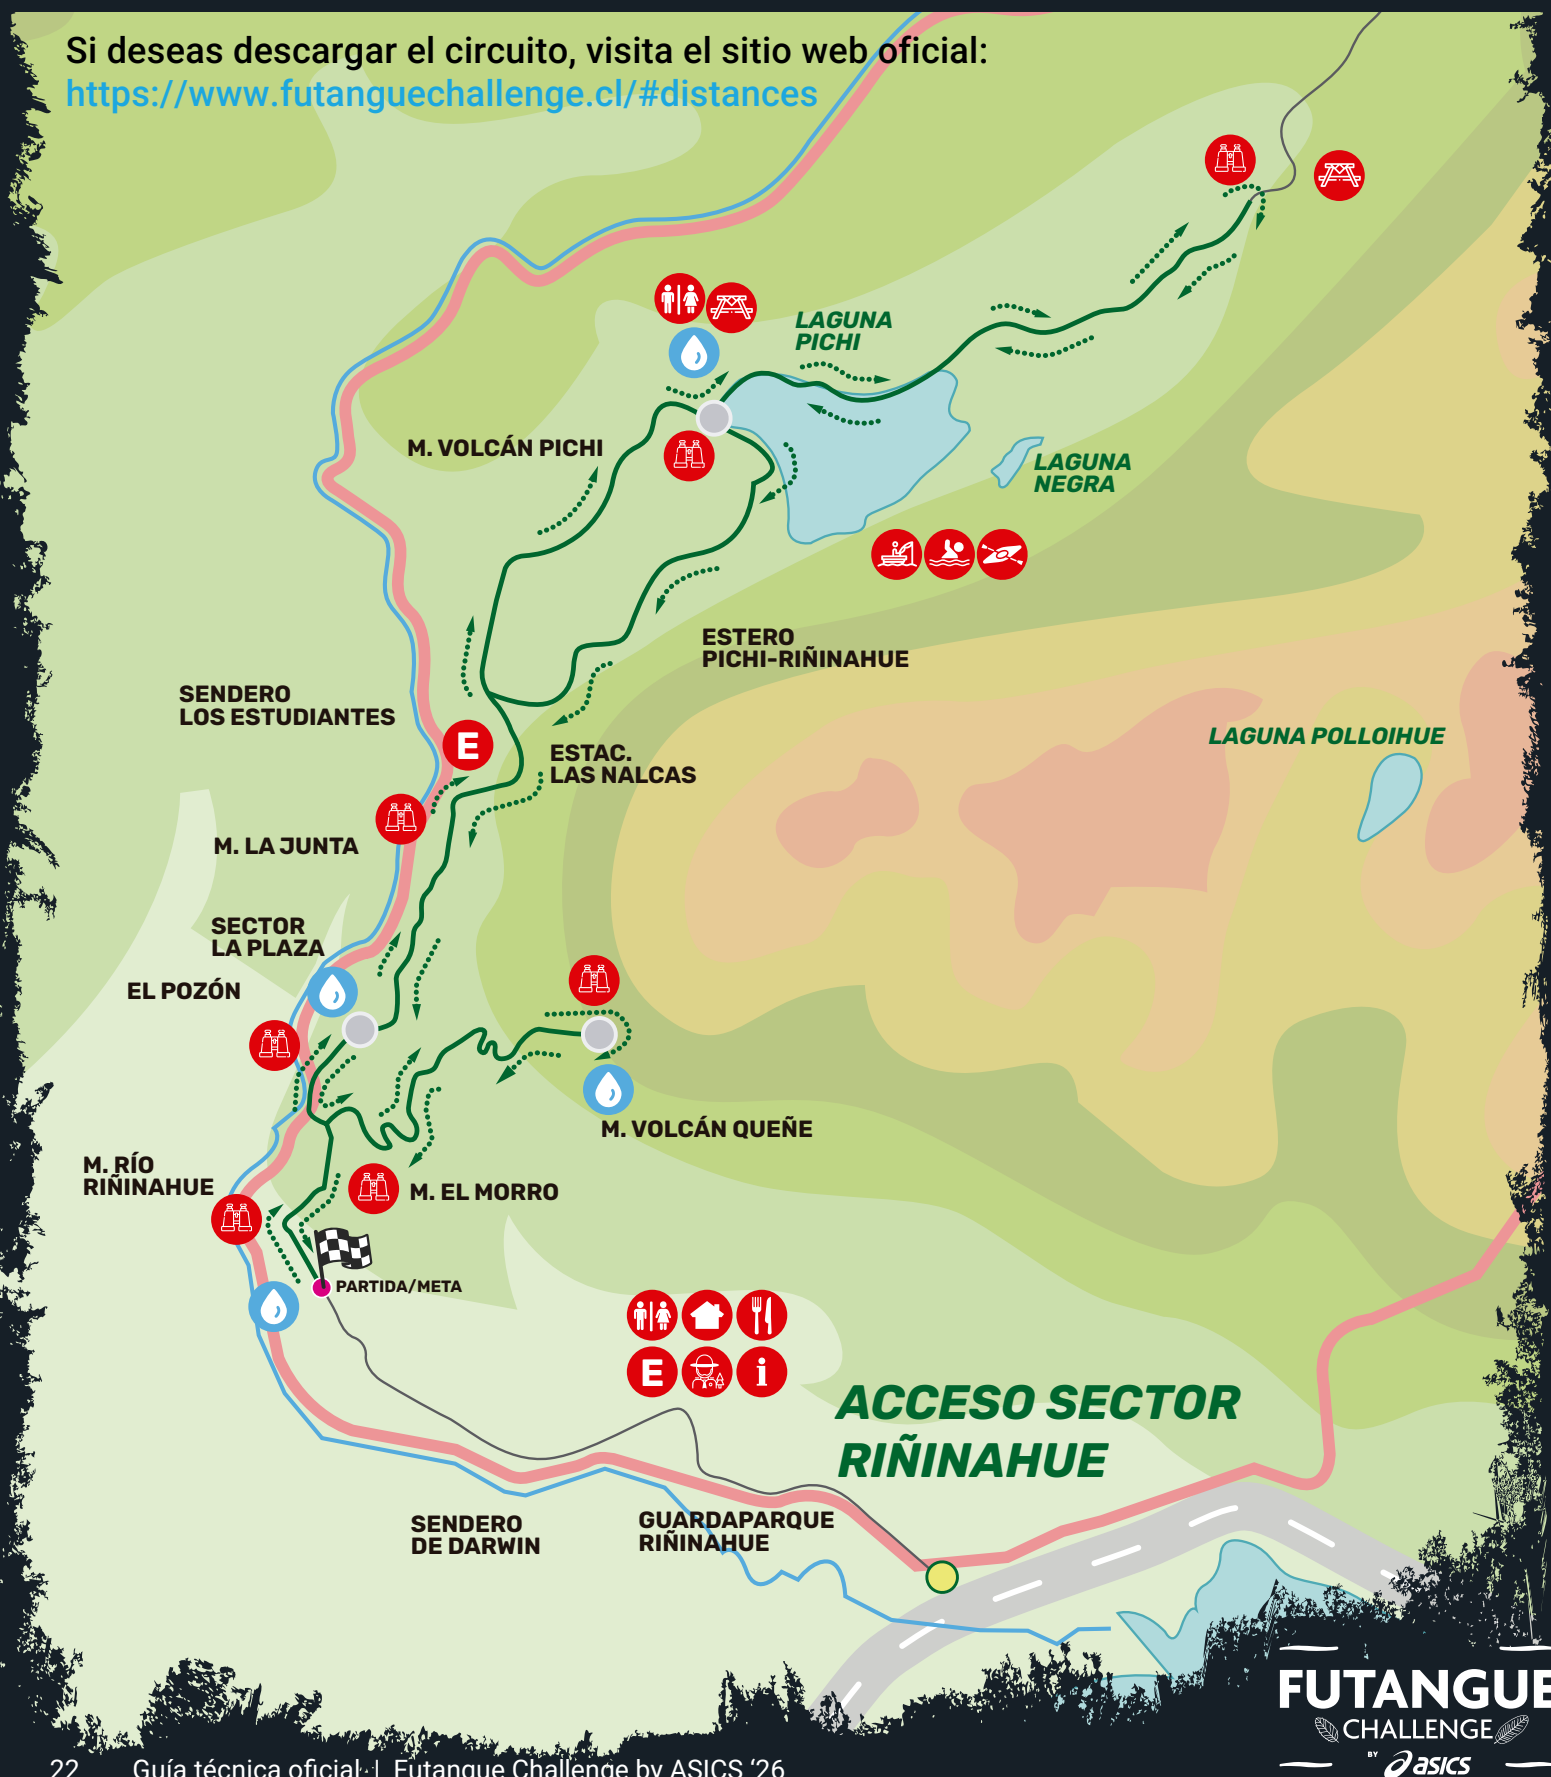 Si deseas descargar el circuito, visita el sitio web oficial:
https://www.futanguechallenge.cl/#distances
LAGUNA
PICHI
M. VOLCÁN PICHI
LAGUNA
NEGRA
ESTERO
PICHI-RIÑINAHUE
SENDERO
LOS ESTUDIANTES
E
LAGUNA POLLOIHUE
ESTAC.
LAS NALCAS
M. LA JUNTA
SECTOR
LA PLAZA
EL POZÓN
M. VOLCÁN QUEÑE
M. RÍO
RIÑINAHUE
M. EL MORRO
PARTIDA/META
E
i
ACCESO SECTOR
RIÑINAHUE
SENDERO
DE DARWIN
GUARDAPARQUE
RIÑINAHUE
FUTANGUE
CHALLENGE
BY
asics
22 Guía técnica oficial | Futangue Challenge by ASICS ‘26